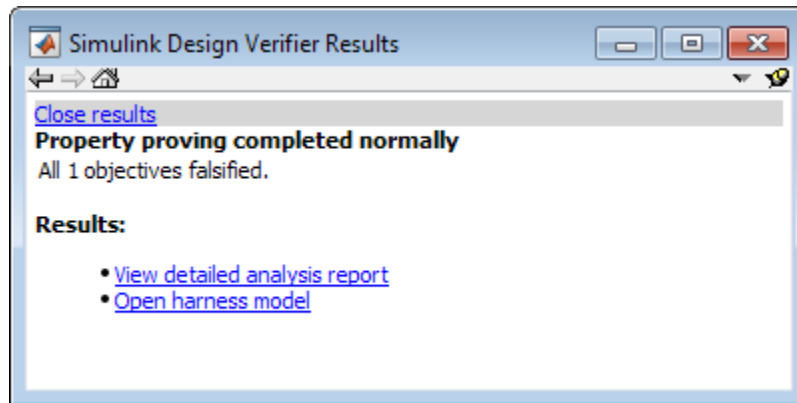 Simulink Design Verifier Results
Close results
Property proving completed normally
All 1 objectives falsified.
Results:
• View detailed analysis report
• Open harness model